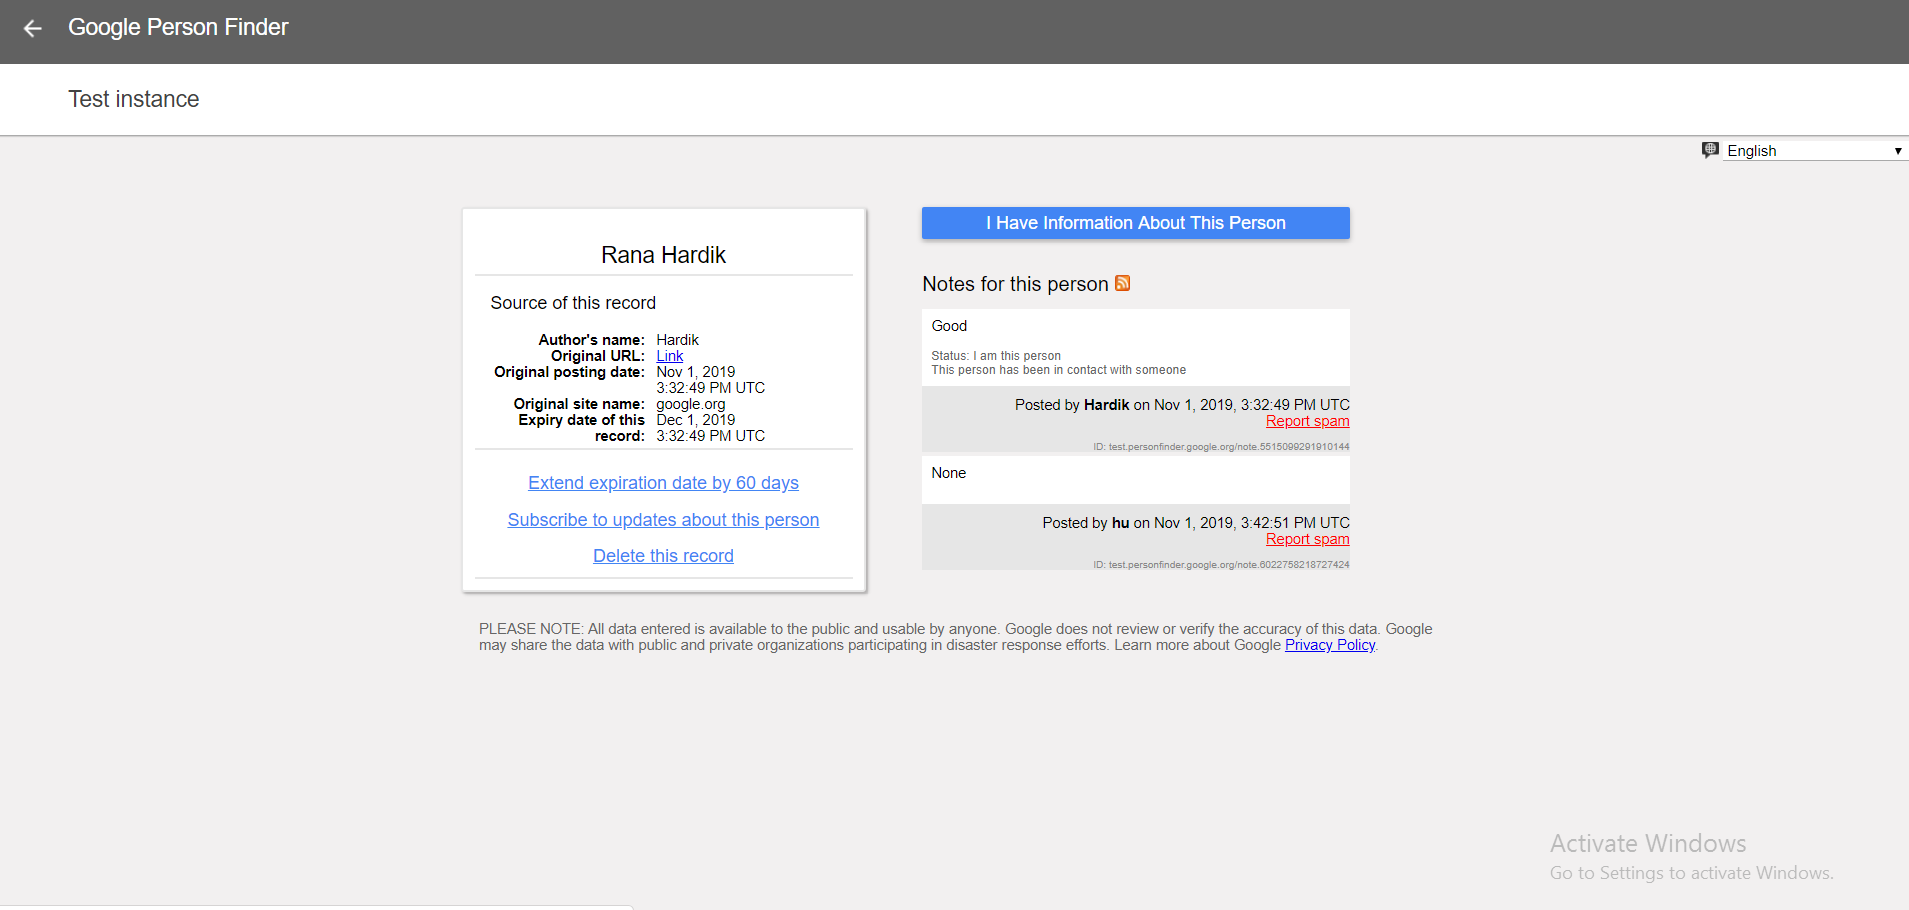 Google Person Finder
Test instance
English
Rana Hardik
Source of this record
Author's name: Hardik
Original URL: Link
Original posting date: Nov 1, 2019
3:32:49 PM UTC
Original site name: google.org
Expiry date of this Dec 1, 2019
record: 3:32:49 PM UTC
Extend expiration date by 60 days
Subscribe to updates about this person
Delete this record
I Have Information About This Person
Notes for this person
Good
Status: I am this person
This person has been in contact with someone
Posted by Hardik on Nov 1, 2019, 3:32:49 PM UTC
Report spam
ID: test.personfinder.google.org/note.5515099291910144
None
Posted by hu on Nov 1, 2019, 3:42:51 PM UTC
Report spam
ID: test.personfinder.google.org/note.6022758218727424
PLEASE NOTE: All data entered is available to the public and usable by anyone. Google does not review or verify the accuracy of this data. Google
may share the data with public and private organizations participating in disaster response efforts. Learn more about Google Privacy Policy.
Activate Windows
Go to Settings to activate Windows.